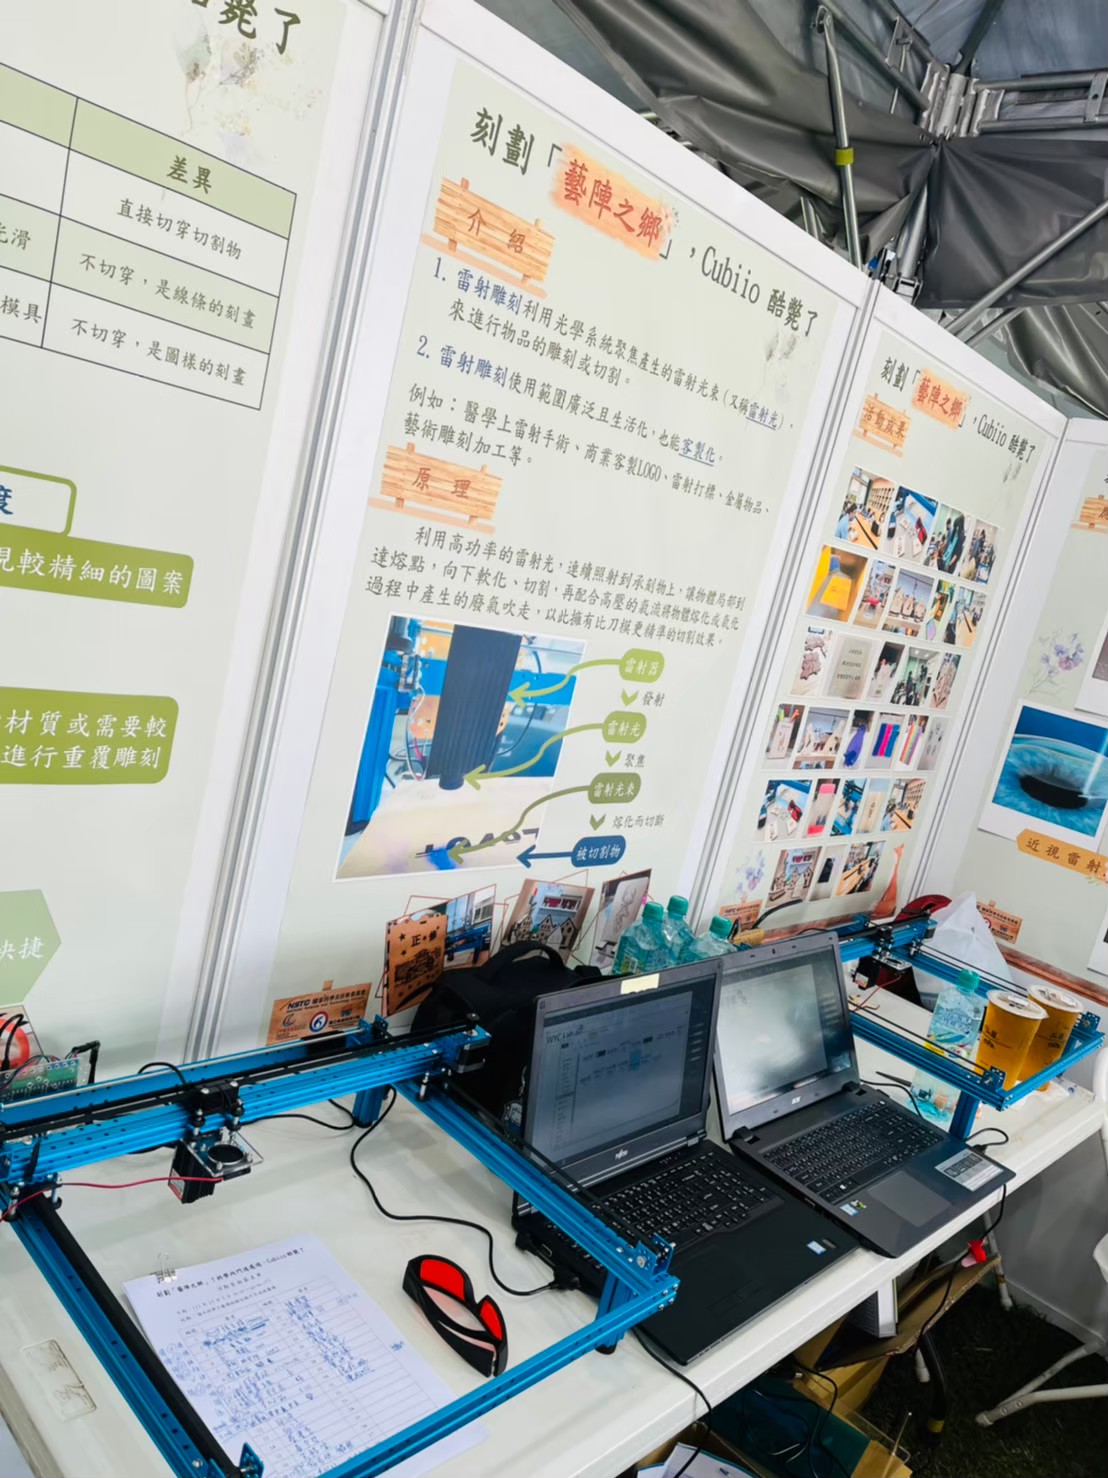 斃了
差異
直接切穿切割物
光滑
不切穿，是線條的刻畫
模具
不切穿，是圖樣的刻畫
度
見較精細的圖案
材質或需要較
進行重覆雕刻
快捷
刻劃「藝陣之鄉」，Cubiio 酷斃了
介紹
1. 雷射雕刻利用光學系統聚焦產生的雷射光束（又稱雷射光），
來進行物品的雕刻或切割。
2. 雷射雕刻使用範圍廣泛且生活化，也能客製化。
例如：醫學上雷射手術、商業客製LOGO、雷射打標、金屬物品、
藝術雕刻加工等。
原理
利用高功率的雷射光，連續照射到承刻物上，讓物體局部到
達熔點，向下軟化、切割，再配合高壓的氣流將物體熔化或氣化
過程中產生的廢氣吹走，以此擁有比刀模更精準的切割效果。
雷射器
發射
雷射光
聚焦
雷射光束
熔化而切斷
被切割物
正
NSTC
刻劃「藝陣之鄉」，Cubiio 酷斃了
活動成果
近視雷射
FUJITSU
acer